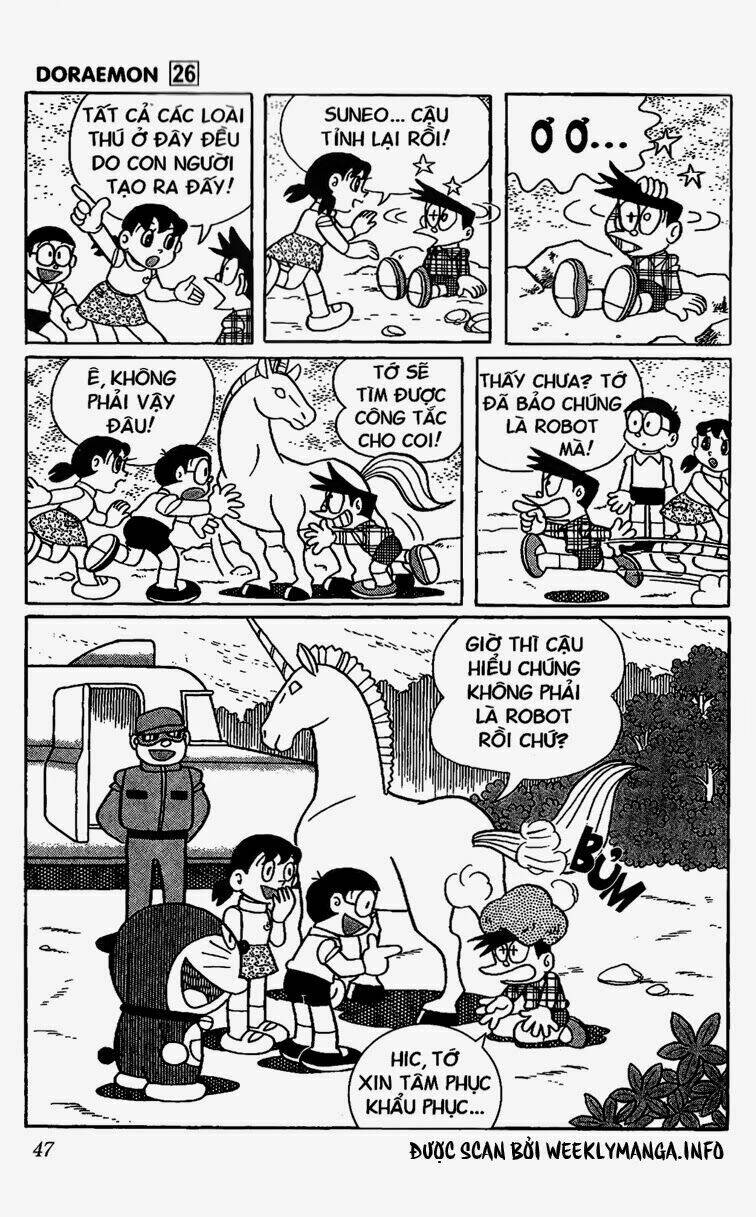 DORAEMON 26
TẤT CẢ CÁC LOÀI
THÚ Ở ĐÂY ĐỀU
DO CON NGƯỜI
TẠO RA ĐẤY!
SUNEO... CẬU
TỈNH LẠI RỒI!
Ơ Ơ...
Ê, KHÔNG
PHẢI VẬY
ĐÂU!
TỚ SẼ
TÌM ĐƯỢC
CÔNG TẮC
CHO COI!
THẤY CHƯA? TỚ
ĐÃ BẢO CHÚNG
LÀ ROBOT
MÀ!
GIỜ THÌ CẬU
HIỂU CHÚNG
KHÔNG PHẢI
LÀ ROBOT
RỒI CHỨ?
BỦM
HIC, TỚ
XIN TÂM PHỤC
KHẨU PHỤC...
47
ĐƯỢC SCAN BỞI WEEKLYMANGA.INFO